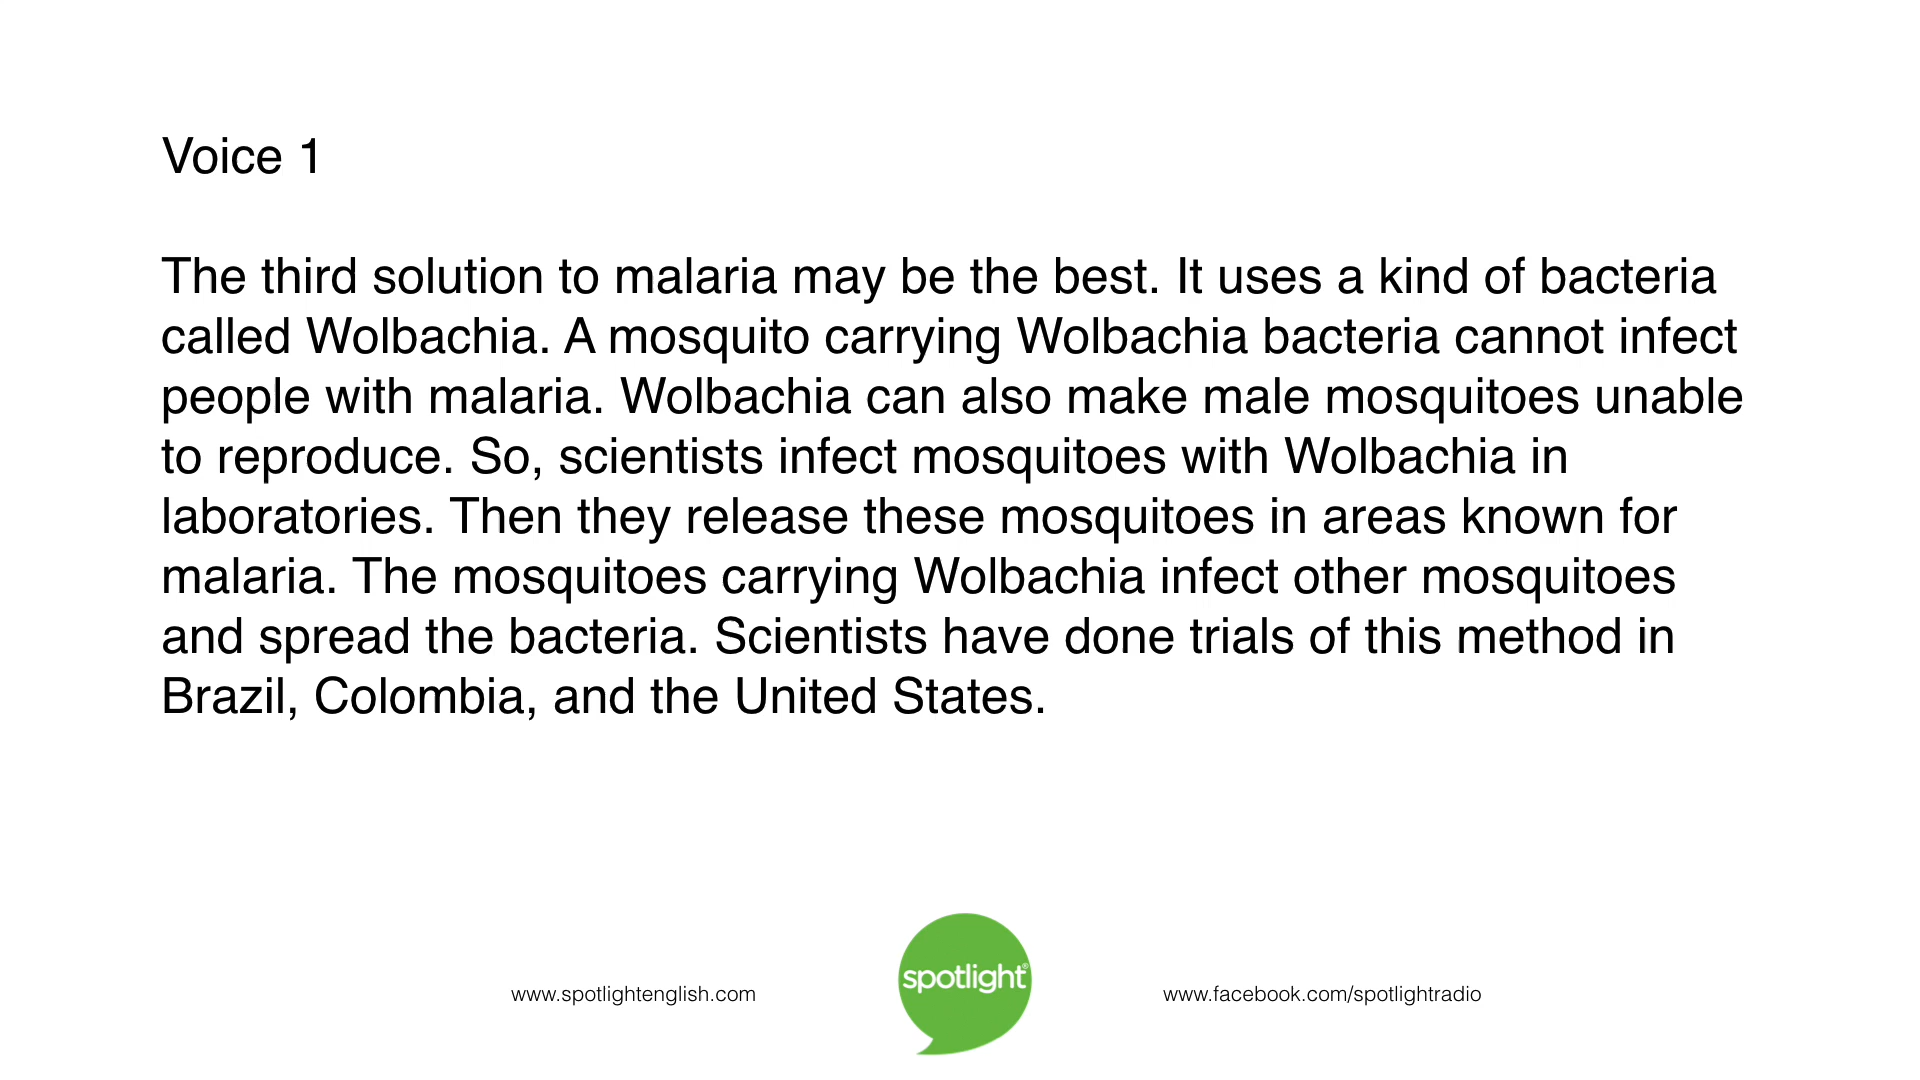 Voice 1
The third solution to malaria may be the best. It uses a kind of bacteria
called Wolbachia. A mosquito carrying Wolbachia bacteria cannot infect
people with malaria. Wolbachia can also make male mosquitoes unable
to reproduce. So, scientists infect mosquitoes with Wolbachia in
laboratories. Then they release these mosquitoes in areas known for
malaria. The mosquitoes carrying Wolbachia infect other mosquitoes
and spread the bacteria. Scientists have done trials of this method in
Brazil, Colombia, and the United States.
www.spotlightenglish.com
spotlight®
www.facebook.com/spotlightradio